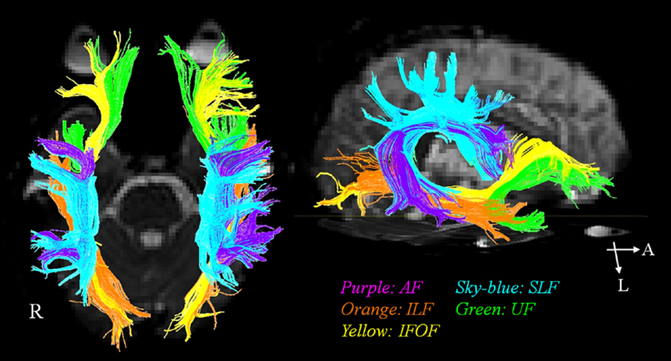 A
L
R
Purple: AF Sky-blue: SLF
Orange: ILF Green: UF
Yellow: IFOF